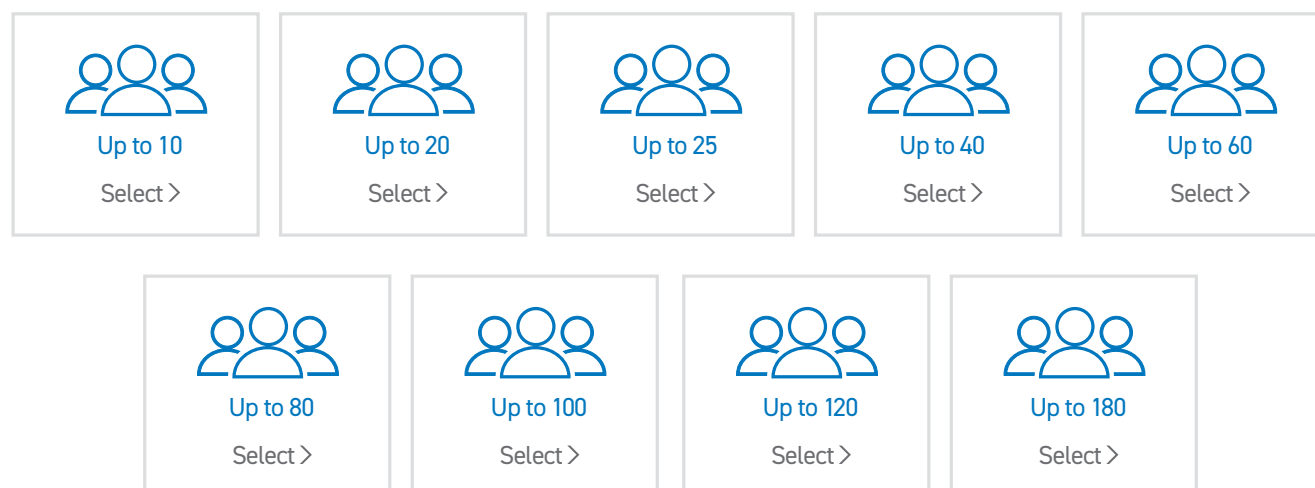 Up to 10
Select >
Up to 20
Select >
Up to 25
Select >
Up to 40
Select >
Up to 60
Select >
Up to 80
Select >
Up to 100
Select >
Up to 120
Select >
Up to 180
Select >